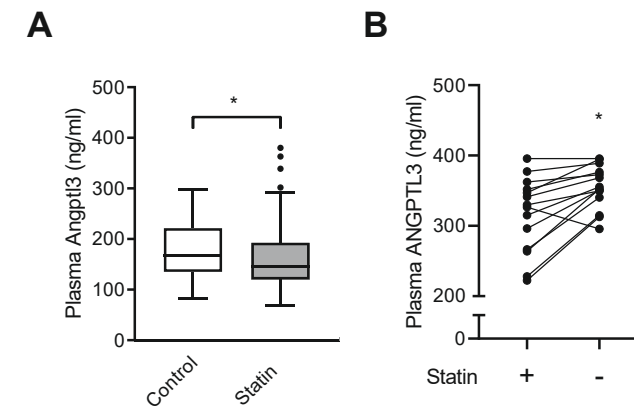 A
Plasma Angptl3 (ng/ml)
500
400
300
200
100
0
*
Control
Statin
B
Plasma ANGPTL3 (ng/ml)
500
400
300
200
0
*
Statin + -